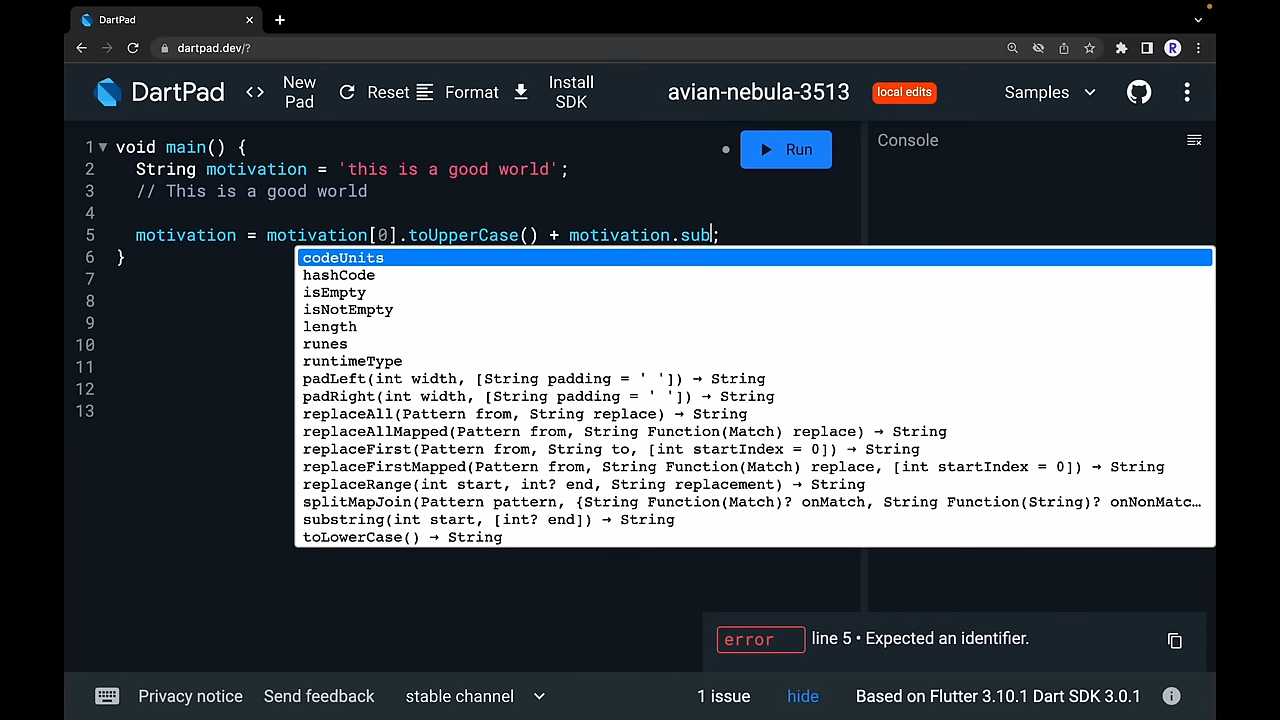 DartPad
dartpad.dev/?
R
DartPad
<> New Pad
Reset
Format
Install SDK
avian-nebula-3513
local edits
Samples
1 void main() {
2 String motivation = 'this is a good world';
3 // This is a good world
4
5 motivation = motivation[0].toUpperCase() + motivation.sub;
6 }
7
8
9
10
11
12
13
Run
Console
codeUnits
hashCode
isEmpty
isNotEmpty
length
runes
runtimeType
padLeft(int width, [String padding = ' ']) → String
padRight(int width, [String padding = ' ']) → String
replaceAll(Pattern from, String replace) → String
replaceAllMapped(Pattern from, String Function(Match) replace) → String
replaceFirst(Pattern from, String to, [int startIndex = 0]) → String
replaceFirstMapped(Pattern from, String Function(Match) replace, [int startIndex = 0]) → String
replaceRange(int start, int? end, String replacement) → String
splitMapJoin(Pattern pattern, {String Function(Match)? onMatch, String Function(String)? onNonMatc…
substring(int start, [int? end]) → String
toLowerCase() → String
error line 5 • Expected an identifier.
Privacy notice
Send feedback
stable channel
1 issue
hide
Based on Flutter 3.10.1 Dart SDK 3.0.1